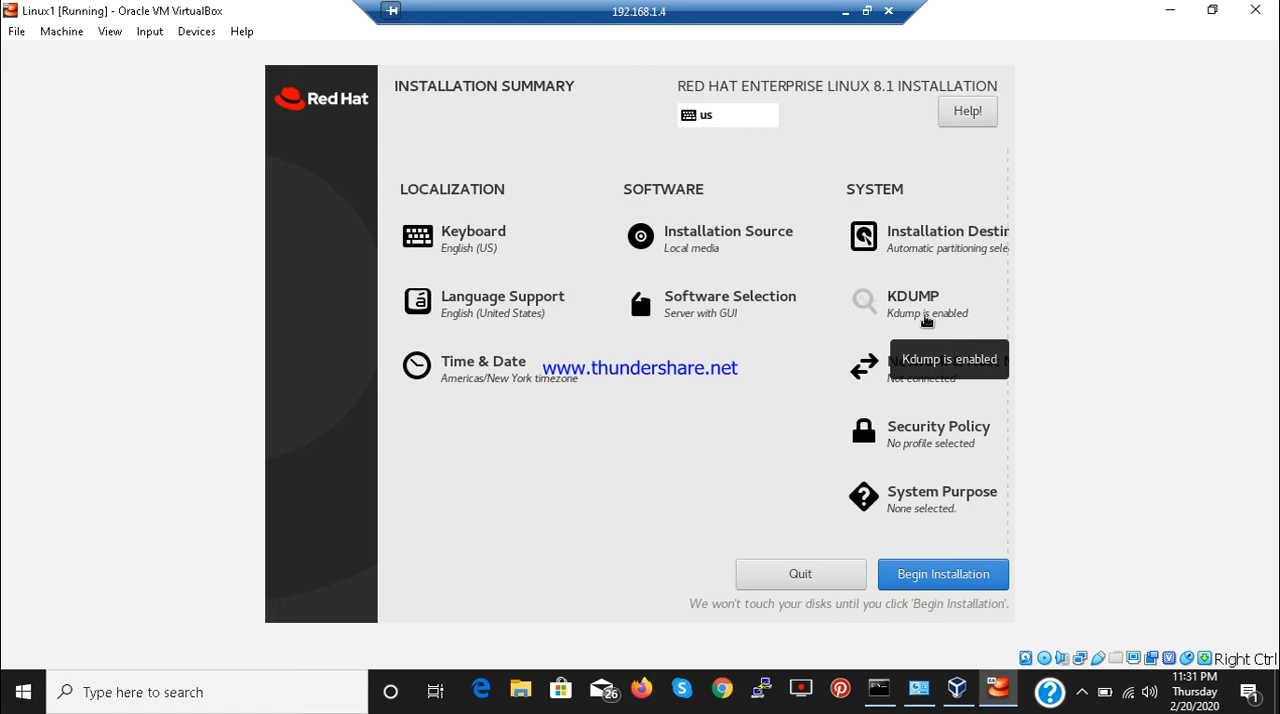 Linux1 [Running] - Oracle VM VirtualBox
192.168.1.4
File Machine View Input Devices Help
Red Hat
INSTALLATION SUMMARY
RED HAT ENTERPRISE LINUX 8.1 INSTALLATION
us
Help!
LOCALIZATION
Keyboard
English (US)
Language Support
English (United States)
Time & Date
Americas/New York timezone
SOFTWARE
Installation Source
Local media
Software Selection
Server with GUI
SYSTEM
Installation Destin
Automatic partitioning sele
KDUMP
Kdump is enabled
Kdump is enabled
Not connected
Security Policy
No profile selected
System Purpose
None selected.
www.thundershare.net
Quit
Begin Installation
We won't touch your disks until you click 'Begin Installation'.
Right Ctrl
Type here to search
26
11:31 PM
Thursday
2/20/2020
1